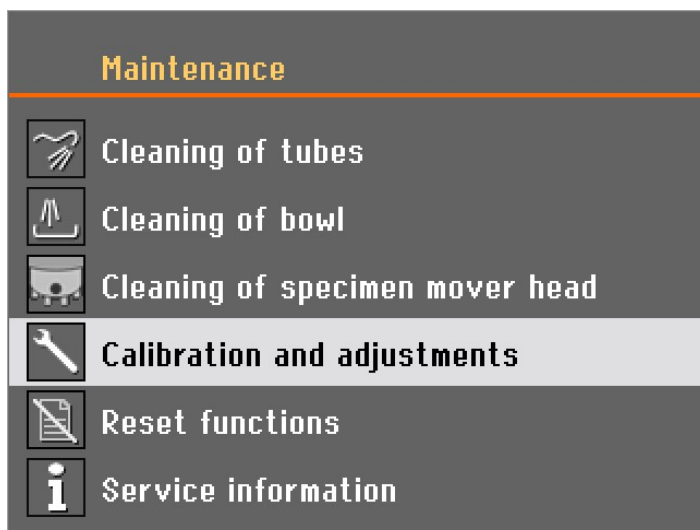 Maintenance
Cleaning of tubes
Cleaning of bowl
Cleaning of specimen mover head
Calibration and adjustments
Reset functions
Service information